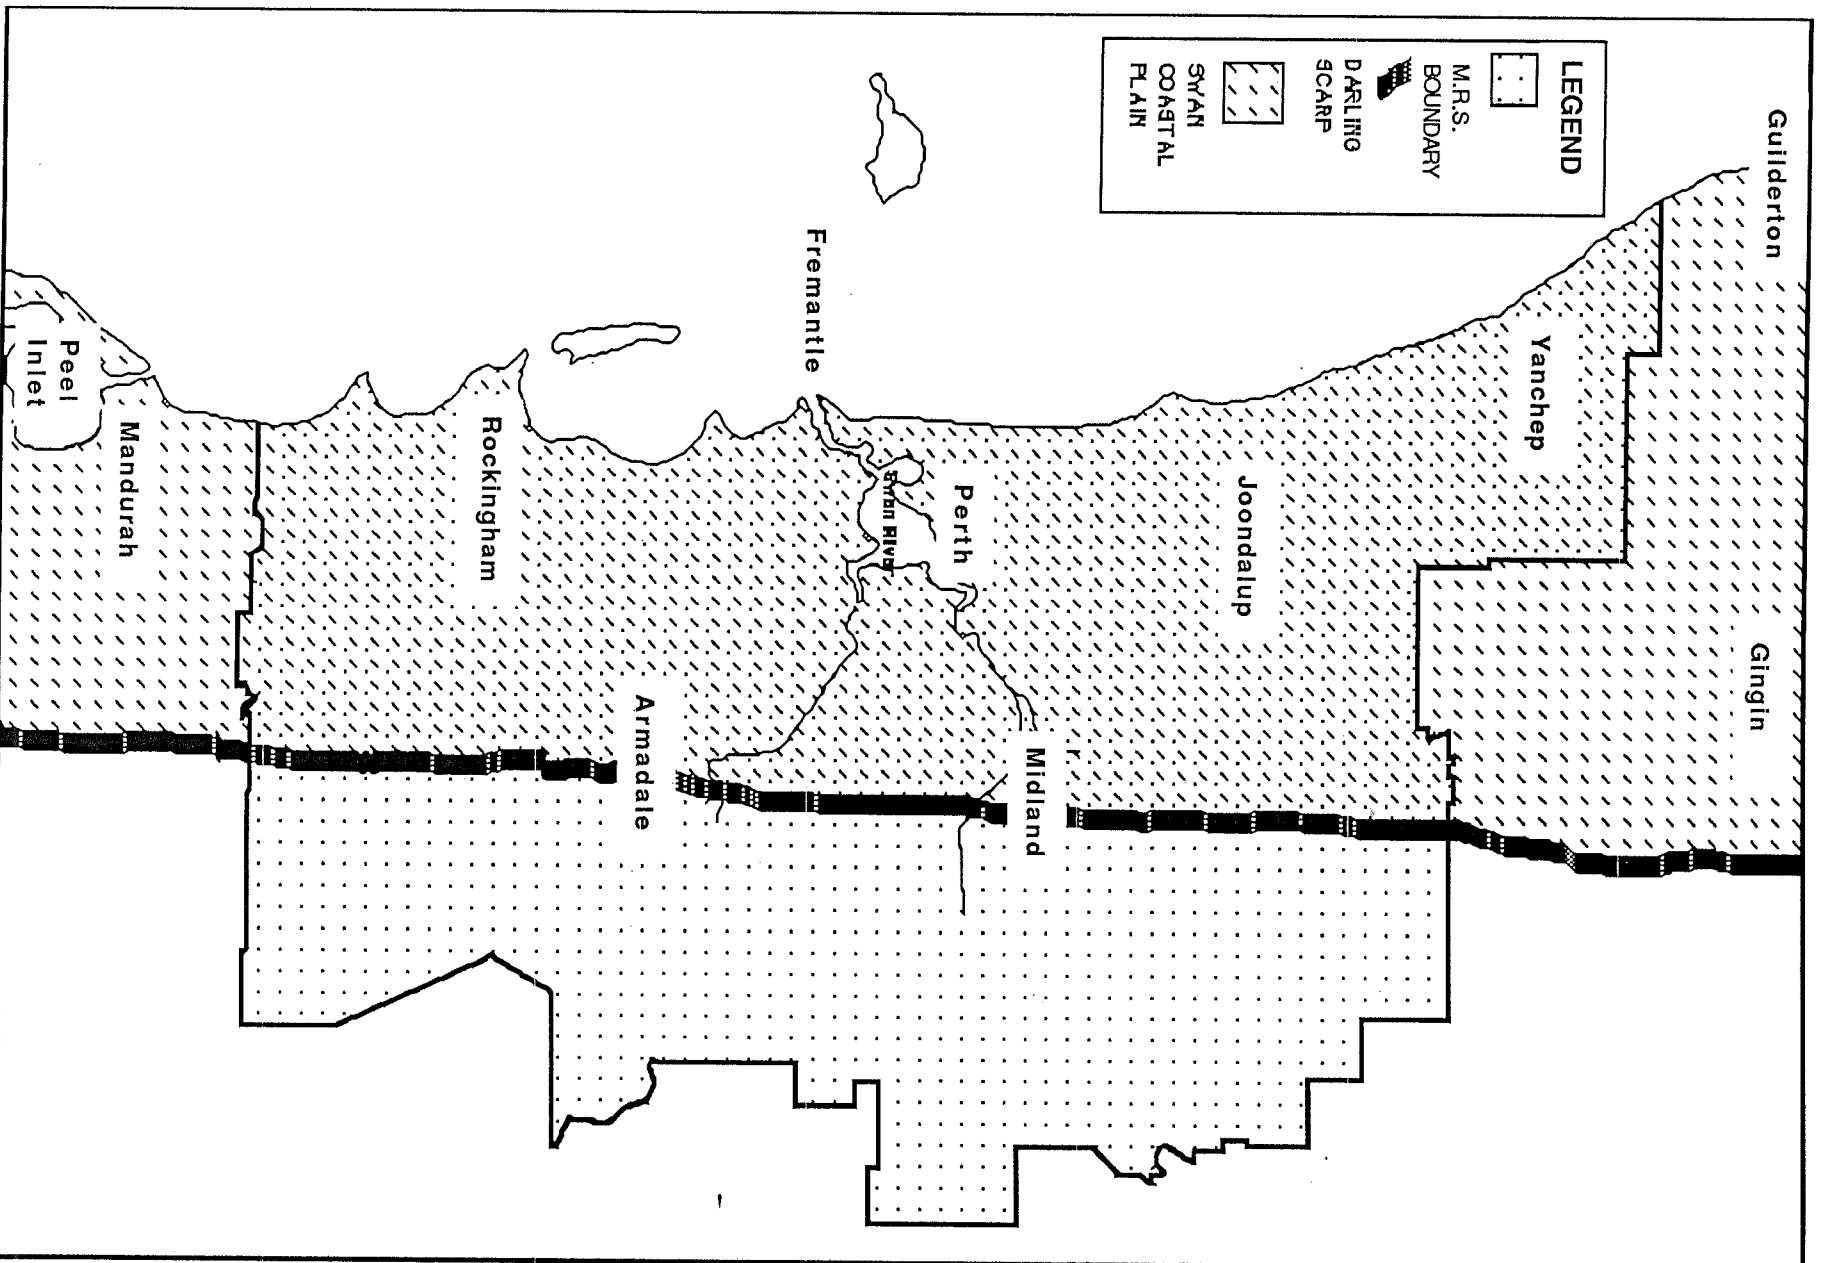 LEGEND
M.R.S.
BOUNDARY
DARLING
SCARP
SWAN
COASTAL
PLAIN
Guilderton
Gingin
Yanchep
Joondalup
Midland
Perth
Swan River
Fremantle
Armadale
Rockingham
Mandurah
Peel
Inlet